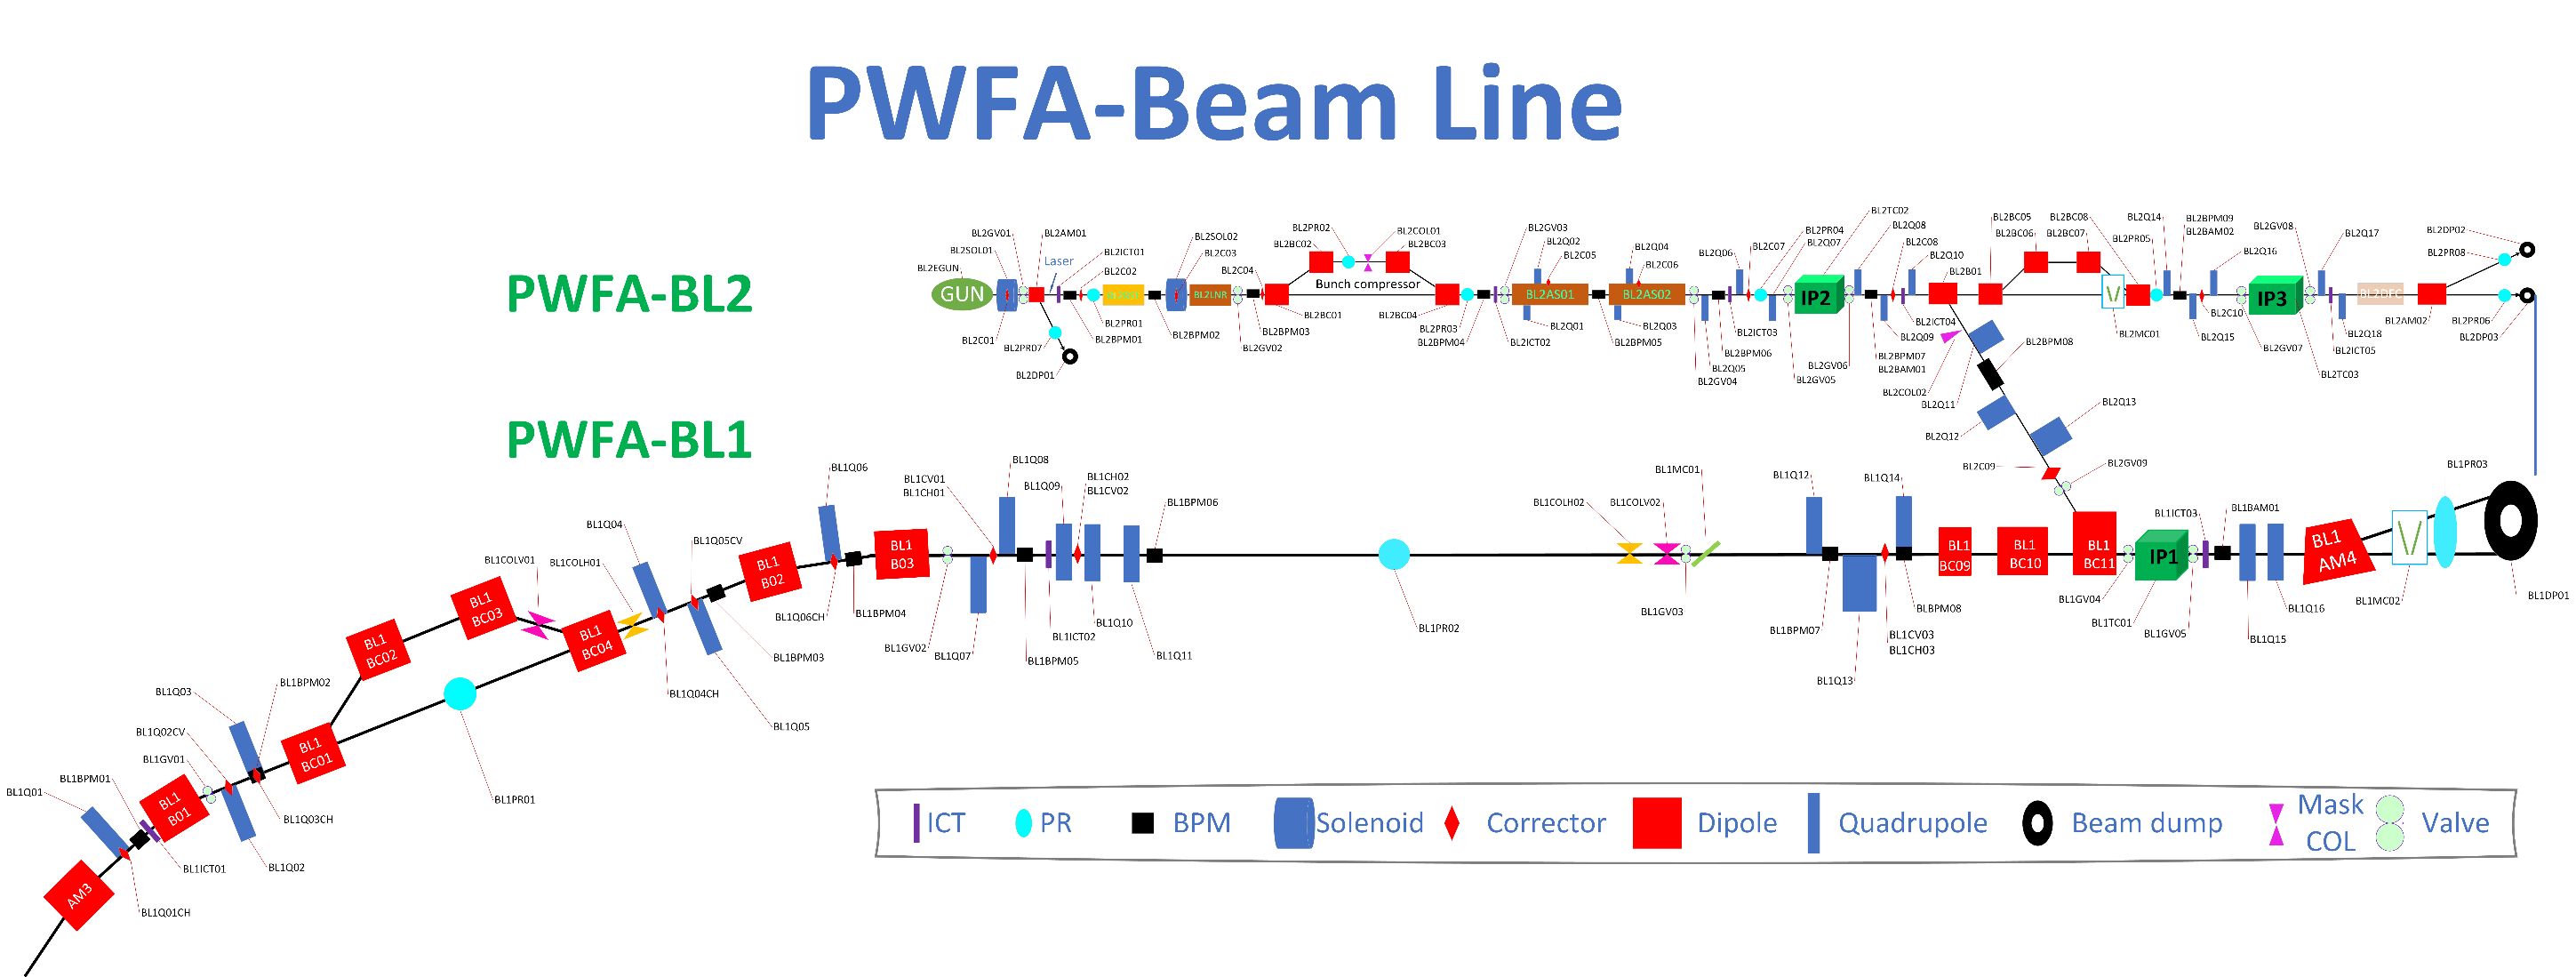 PWFA-Beam Line
PWFA-BL2
BL2GV01
BL2AM01
BL2SOL01
Laser
BL2ICT01
BL2EGUN
BL2C02
GUN
BL2C01
BL2PR07
BL2DP01
BL2PR01
BL2BPM01
BL2SOL02
BL2C03
BL2LNR
BL2BPM02
BL2C04
BL2GV02
BL2BPM03
BL2BC01
BL2PR02
BL2BC02
BL2COL01
BL2BC03
Bunch compressor
BL2BC04
BL2PR03
BL2BPM04
BL2ICT02
BL2GV03
BL2Q02
BL2C05
BL2AS01
BL2Q01
BL2Q04
BL2C06
BL2AS02
BL2Q03
BL2BPM05
BL2Q06
BL2C07
BL2PR04
BL2Q07
BL2ICT03
BL2BPM06
BL2Q05
BL2GV04
BL2TC02
BL2Q08
BL2C08
BL2Q10
IP2
BL2GV06
BL2GV05
BL2BPM07
BL2BAM01
BL2Q09
BL2ICT04
BL2B01
BL2COL02
BL2Q11
BL2BPM08
BL2Q12
BL2Q13
BL2C09
BL2GV09
BL2BC05
BL2BC06
BL2BC08
BL2BC07
BL2MC01
BL2Q14
BL2PR05
BL2BPM09
BL2BAM02
BL2Q16
BL2C10
BL2Q15
BL2GV08
BL2Q17
IP3
BL2GV07
BL2TC03
BL2Q18
BL2ICT05
BL2DEC
BL2AM02
BL2DP02
BL2PR08
BL2PR06
BL2DP03
PWFA-BL1
AM3
BL1Q01
BL1Q01CH
BL1BPM01
BL1ICT01
BL1
B01
BL1GV01
BL1Q02CV
BL1Q02
BL1Q03
BL1BPM02
BL1Q03CH
BL1
BC01
BL1PR01
BL1
BC02
BL1
BC03
BL1COLV01
BL1
BC04
BL1COLH01
BL1Q04
BL1Q04CH
BL1Q05CV
BL1Q05
BL1BPM03
BL1
B02
BL1Q06
BL1Q06CH
BL1BPM04
BL1
B03
BL1GV02
BL1CV01
BL1CH01
BL1Q07
BL1Q08
BL1BPM05
BL1Q09
BL1ICT02
BL1CH02
BL1CV02
BL1Q10
BL1BPM06
BL1Q11
BL1PR02
BL1COLH02
BL1COLV02
BL1MC01
BL1GV03
BL1Q12
BL1BPM07
BL1Q13
BL1Q14
BL1CV03
BL1CH03
BLBPM08
BL1
BC09
BL1
BC10
BL1
BC11
BL1GV04
IP1
BL1TC01
BL1GV05
BL1ICT03
BL1BAM01
BL1Q15
BL1Q16
BL1
AM4
BL1MC02
BL1PR03
BL1DP01
ICT
PR
BPM
Solenoid
Corrector
Dipole
Quadrupole
Beam dump
Mask
COL
Valve